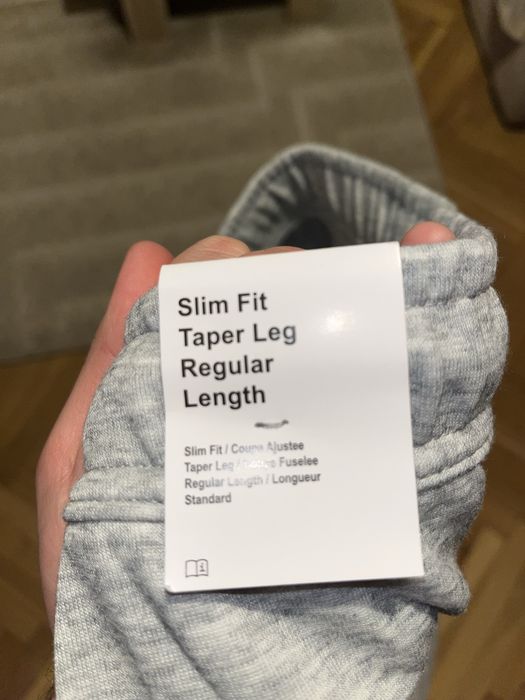 Slim Fit
Taper Leg
Regular
Length
Slim Fit / Coupe Ajustee
Taper Leg / Fuselee
Regular Length / Longueur
Standard